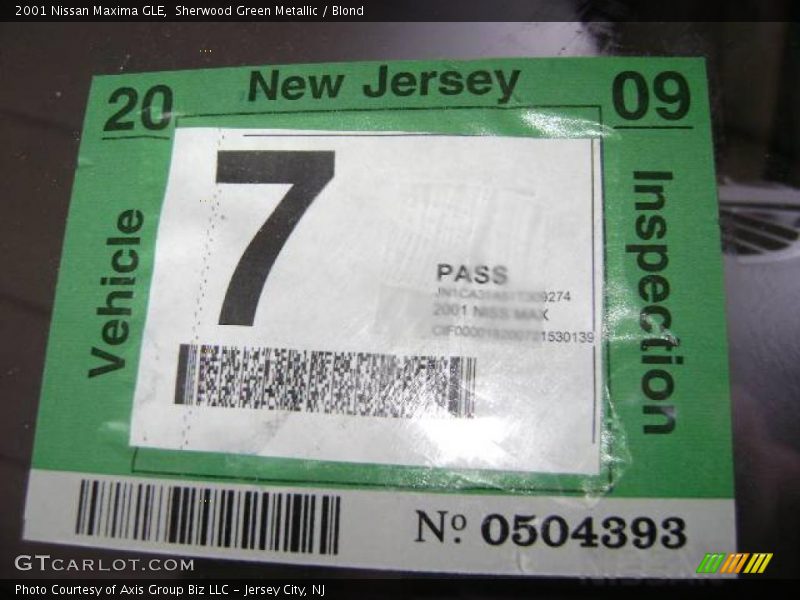 2001 Nissan Maxima GLE, Sherwood Green Metallic / Blond
20 New Jersey 09
Vehicle
Inspection
7
PASS
2001 NISS MAX
Nº 0504393
GTCARLOT.COM
Photo Courtesy of Axis Group Biz LLC - Jersey City, NJ